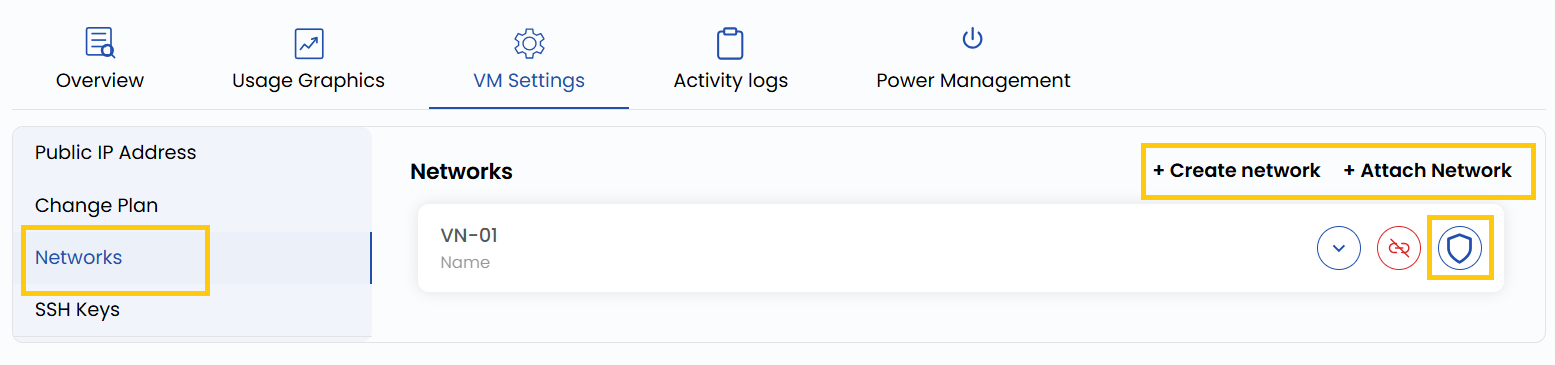 Overview
Usage Graphics
VM Settings
Activity logs
Power Management
Public IP Address
Change Plan
Networks
SSH Keys
Networks
+ Create network
+ Attach Network
VN-01
Name